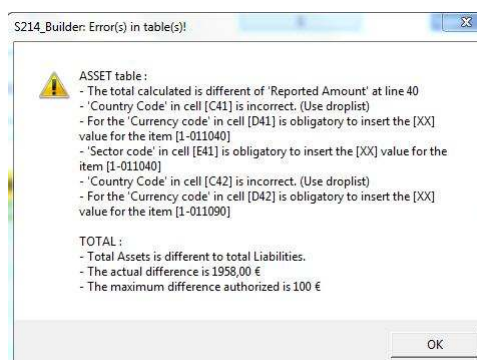 S214_Builder: Error(s) in table(s)!
ASSET table :
- The total calculated is different of 'Reported Amount' at line 40
- 'Country Code' in cell [C41] is incorrect. (Use droplist)
- For the 'Currency code' in cell [D41] is obligatory to insert the [XX]
value for the item [1-011040]
- 'Sector code' in cell [E41] is obligatory to insert the [XX] value for the
item [1-011040]
- 'Country Code' in cell [C42] is incorrect. (Use droplist)
- For the 'Currency code' in cell [D42] is obligatory to insert the [XX]
value for the item [1-011090]
TOTAL :
- Total Assets is different to total Liabilities.
- The actual difference is 1958,00 €
- The maximum difference authorized is 100 €
OK